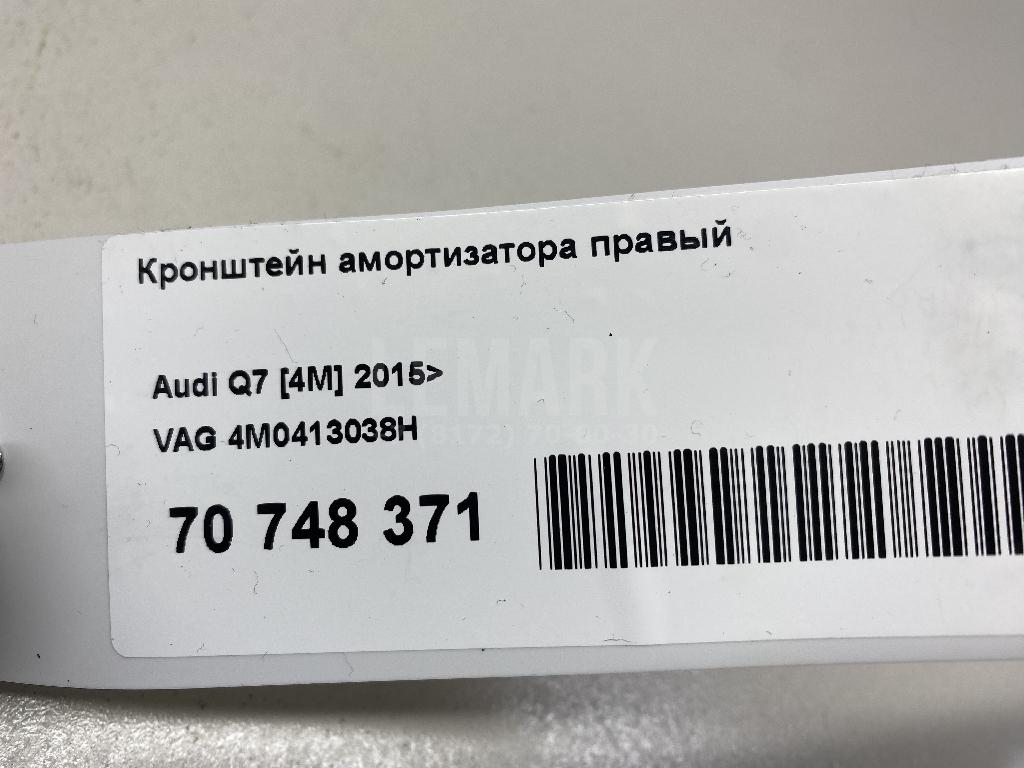 Кронштейн амортизатора правый
LEMARK
Audi Q7 [4M] 2015>
VAG 4M0413038H
70 748 371